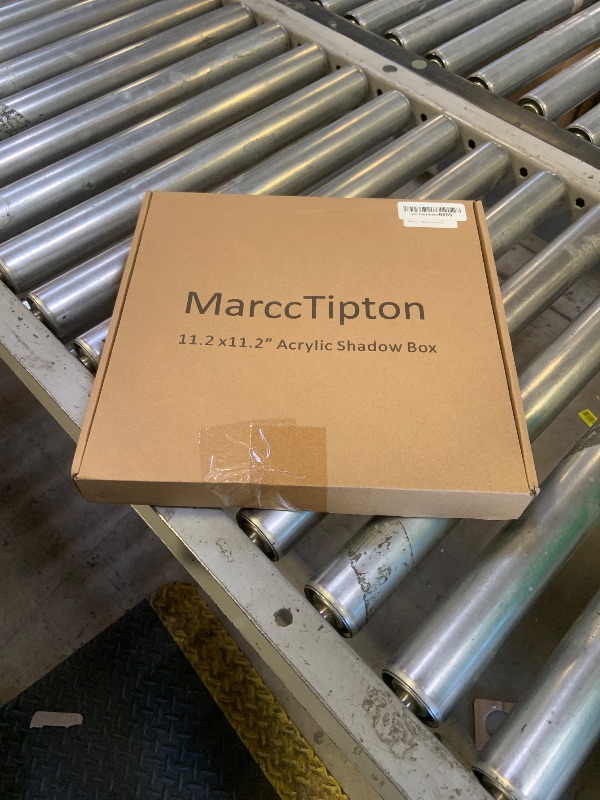 MarccTipton
11.2 x11.2” Acrylic Shadow Box